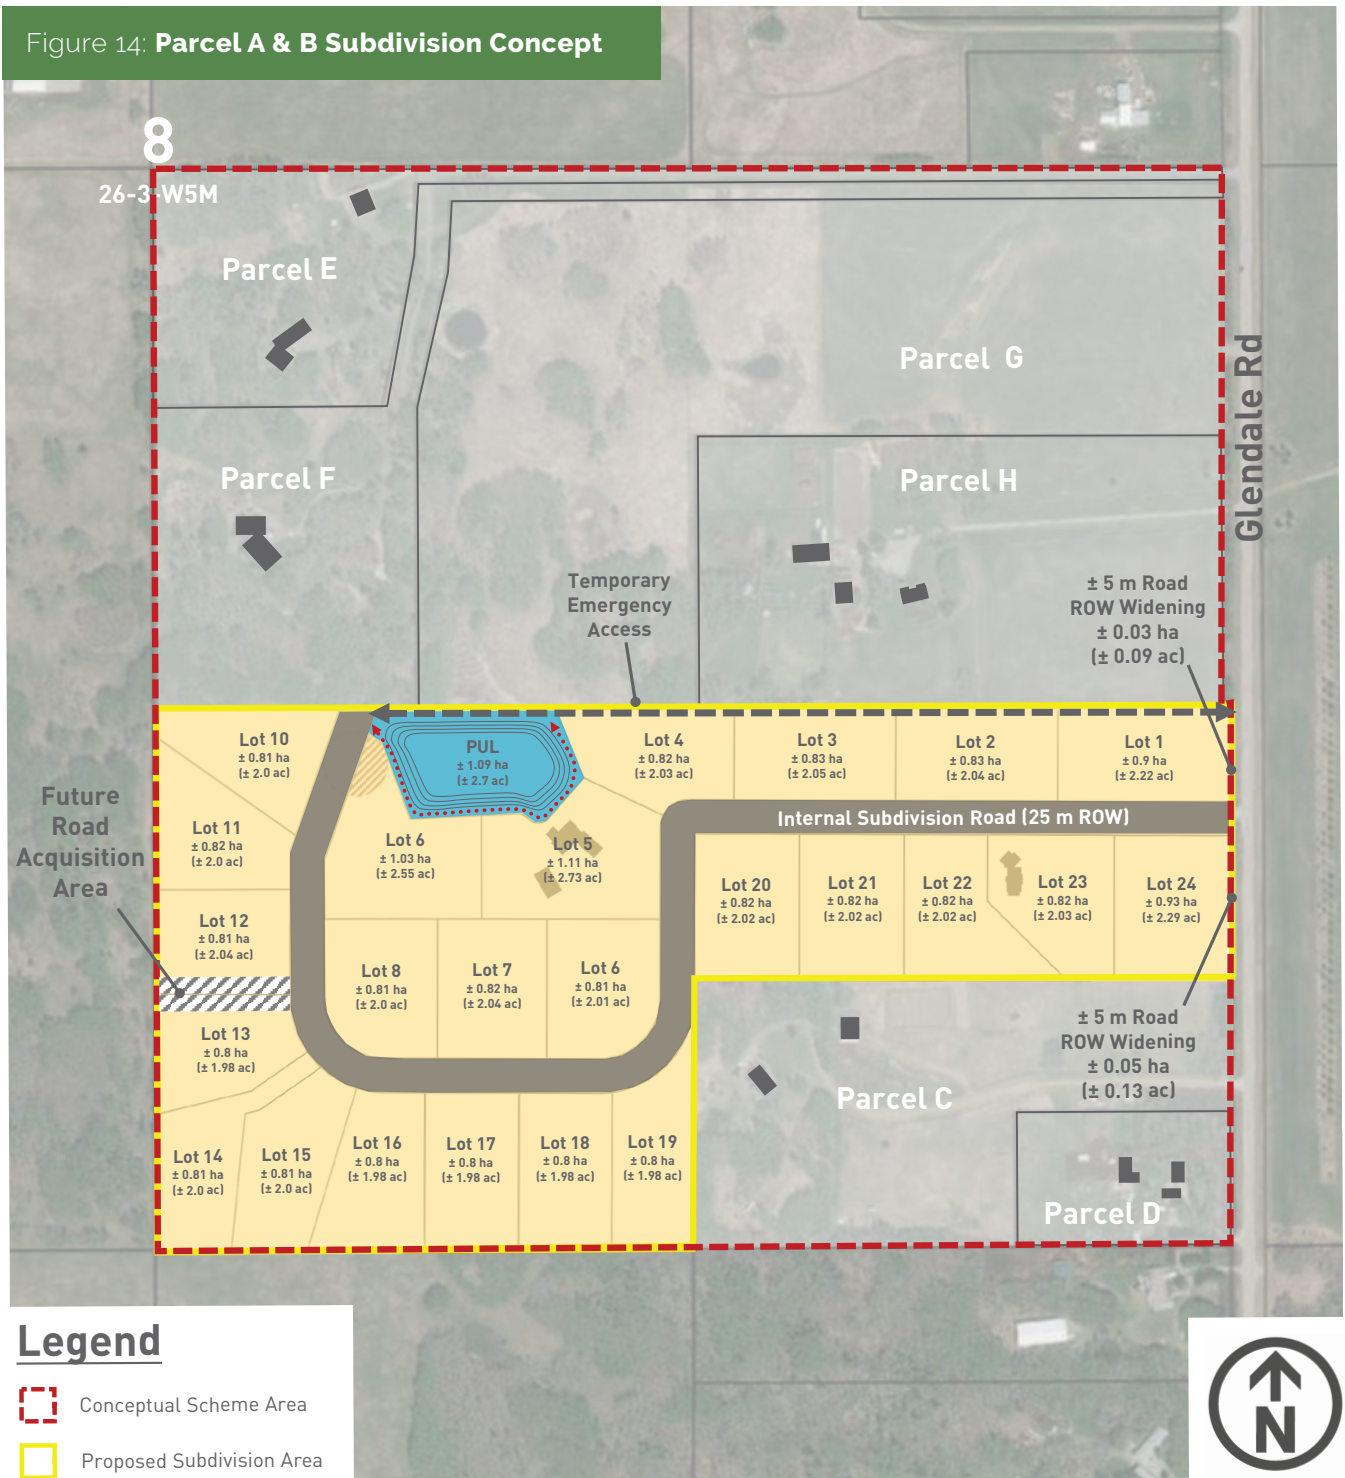 Figure 14: Parcel A & B Subdivision Concept
8
26-3-W5M
Parcel E
Parcel G
Glendale Rd
Parcel F
Parcel H
Temporary
Emergency
Access
± 5 m Road
ROW Widening
± 0.03 ha
(± 0.09 ac)
Lot 10
± 0.81 ha
(± 2.0 ac)
PUL
± 1.09 ha
(± 2.7 ac)
Lot 4
± 0.82 ha
(± 2.03 ac)
Lot 3
± 0.83 ha
(± 2.05 ac)
Lot 2
± 0.83 ha
(± 2.04 ac)
Lot 1
± 0.9 ha
(± 2.22 ac)
Future
Road
Acquisition
Area
Internal Subdivision Road (25 m ROW)
Lot 11
± 0.82 ha
(± 2.0 ac)
Lot 6
± 1.03 ha
(± 2.55 ac)
Lot 5
± 1.11 ha
(± 2.73 ac)
Lot 20
± 0.82 ha
(± 2.02 ac)
Lot 21
± 0.82 ha
(± 2.02 ac)
Lot 22
± 0.82 ha
(± 2.02 ac)
Lot 23
± 0.82 ha
(± 2.03 ac)
Lot 24
± 0.93 ha
(± 2.29 ac)
Lot 12
± 0.81 ha
(± 2.04 ac)
Lot 8
± 0.81 ha
(± 2.0 ac)
Lot 7
± 0.82 ha
(± 2.04 ac)
Lot 6
± 0.81 ha
(± 2.01 ac)
Lot 13
± 0.8 ha
(± 1.98 ac)
± 5 m Road
ROW Widening
± 0.05 ha
(± 0.13 ac)
Parcel C
Lot 14
± 0.81 ha
(± 2.0 ac)
Lot 15
± 0.81 ha
(± 2.0 ac)
Lot 16
± 0.8 ha
(± 1.98 ac)
Lot 17
± 0.8 ha
(± 1.98 ac)
Lot 18
± 0.8 ha
(± 1.98 ac)
Lot 19
± 0.8 ha
(± 1.98 ac)
Parcel D
Legend
Conceptual Scheme Area
Proposed Subdivision Area
N